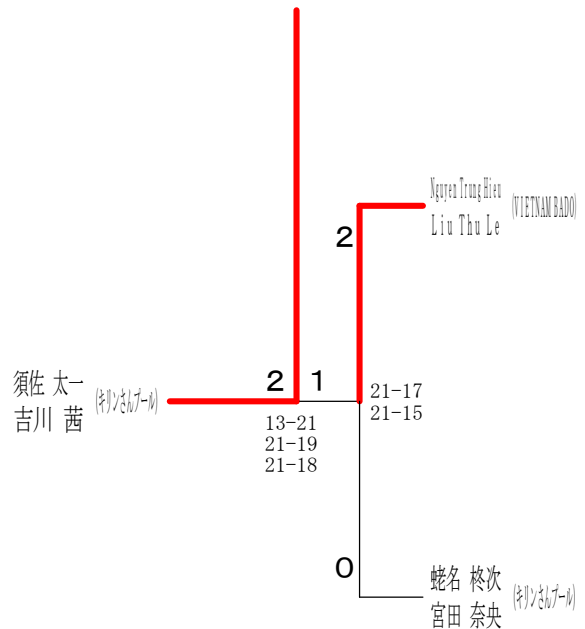 Nguyen Trung Hieu
Liu Thu Le
(VIETNAM BADO)
2
須佐 太一
吉川 茜
(キリンさんプール)
2 1
21-17
21-15
13-21
21-19
21-18
0
蛯名 柊次
宮田 奈央
(キリンさんプール)